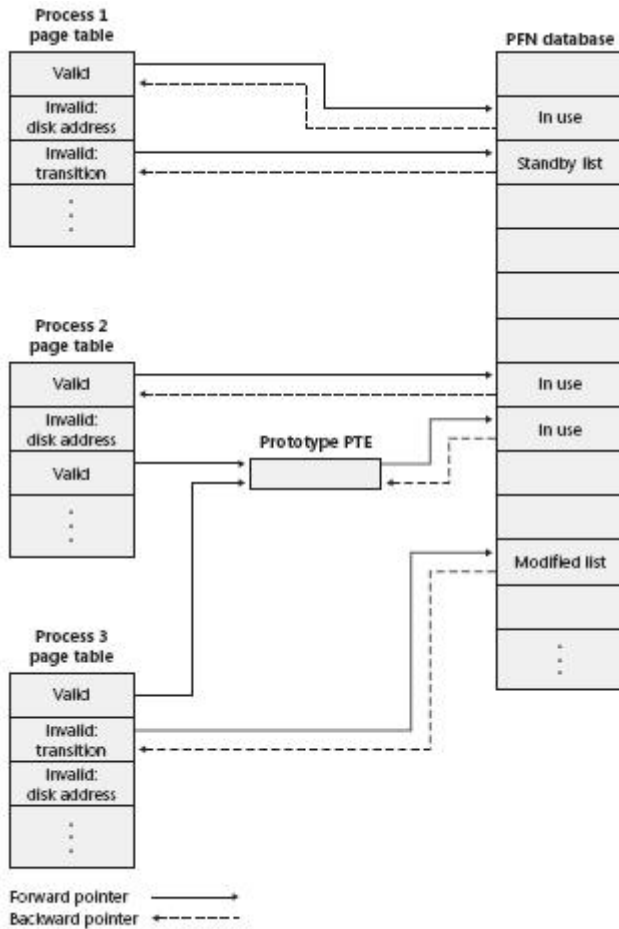 Process 1
page table
Valid
Invalid:
disk address
Invalid:
transition
PFN database
In use
Standby list
Process 2
page table
Valid
Invalid:
disk address
Valid
Prototype PTE
In use
In use
Modified list
Process 3
page table
Valid
Invalid:
transition
Invalid:
disk address
Forward pointer
Backward pointer